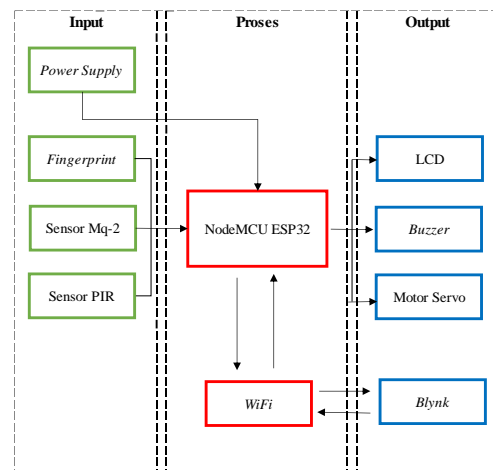 Input
Proses
Output
Power Supply
Fingerprint
LCD
Sensor Mq-2
NodeMCU ESP32
Buzzer
Sensor PIR
Motor Servo
WiFi
Blynk